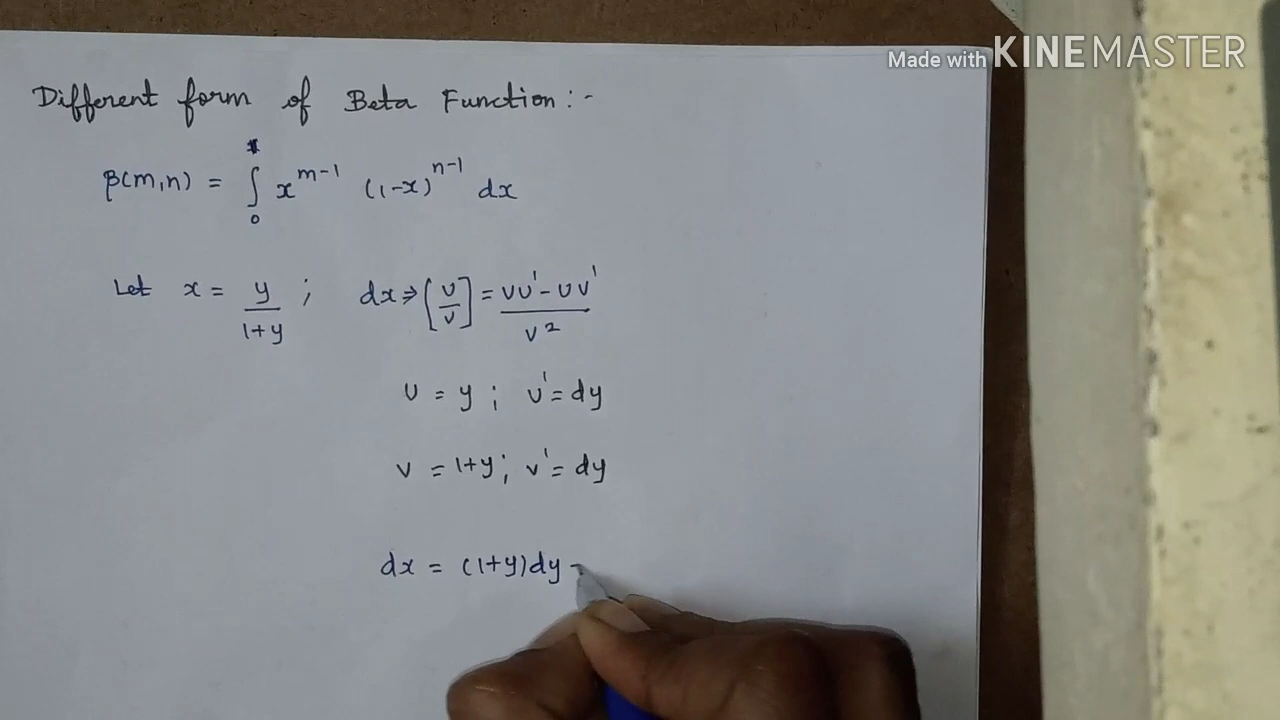 Made with KINEMASTER
Different form of Beta Function :-
β(m,n) = ∫₀ x^{m-1} (1-x)^{n-1} dx
Let x = y/(1+y) ; dx ⇒ [U/V] = (VU' - UV')/V²
U = y ; U' = dy
V = 1+y ; V' = dy
dx = (1+y)dy -